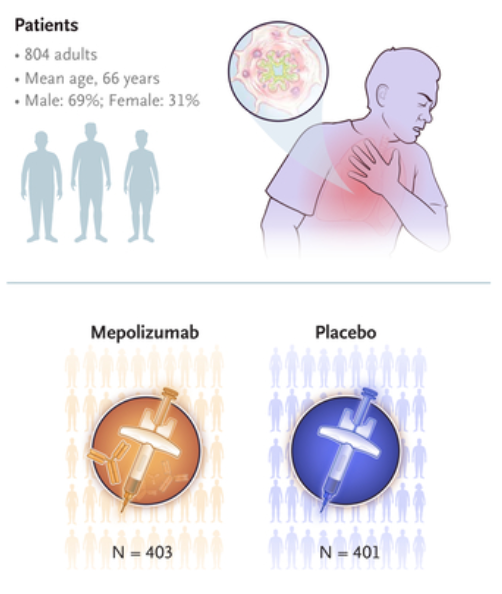 Patients
• 804 adults
• Mean age, 66 years
• Male: 69%; Female: 31%
Mepolizumab
Placebo
N = 403
N = 401